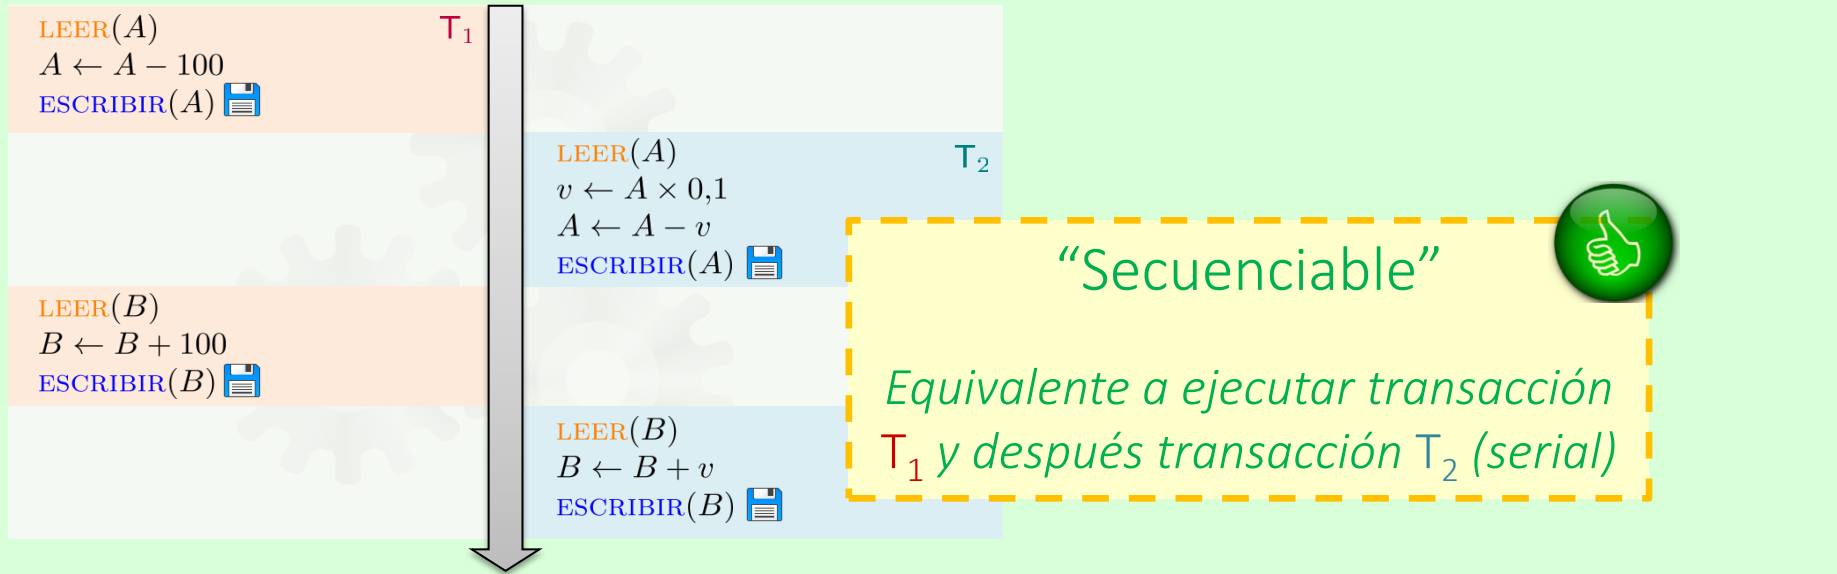 LEER(A) T₁
A ← A − 100
ESCRIBIR(A)
LEER(A) T₂
v ← A × 0,1
A ← A − v
ESCRIBIR(A)
LEER(B)
B ← B + 100
ESCRIBIR(B)
LEER(B)
B ← B + v
ESCRIBIR(B)
“Secuenciable”
Equivalente a ejecutar transacción
T₁ y después transacción T₂ (serial)